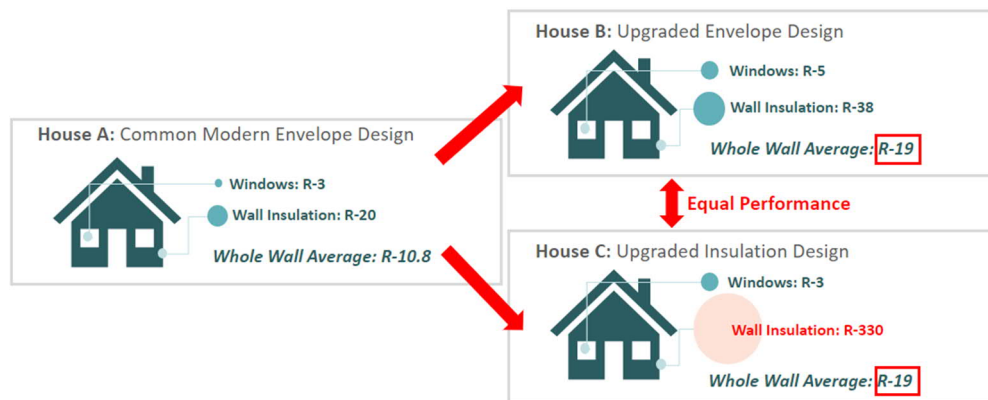 House A: Common Modern Envelope Design
Windows: R-3
Wall Insulation: R-20
Whole Wall Average: R-10.8
House B: Upgraded Envelope Design
Windows: R-5
Wall Insulation: R-38
Whole Wall Average: R-19
Equal Performance
House C: Upgraded Insulation Design
Windows: R-3
Wall Insulation: R-330
Whole Wall Average: R-19